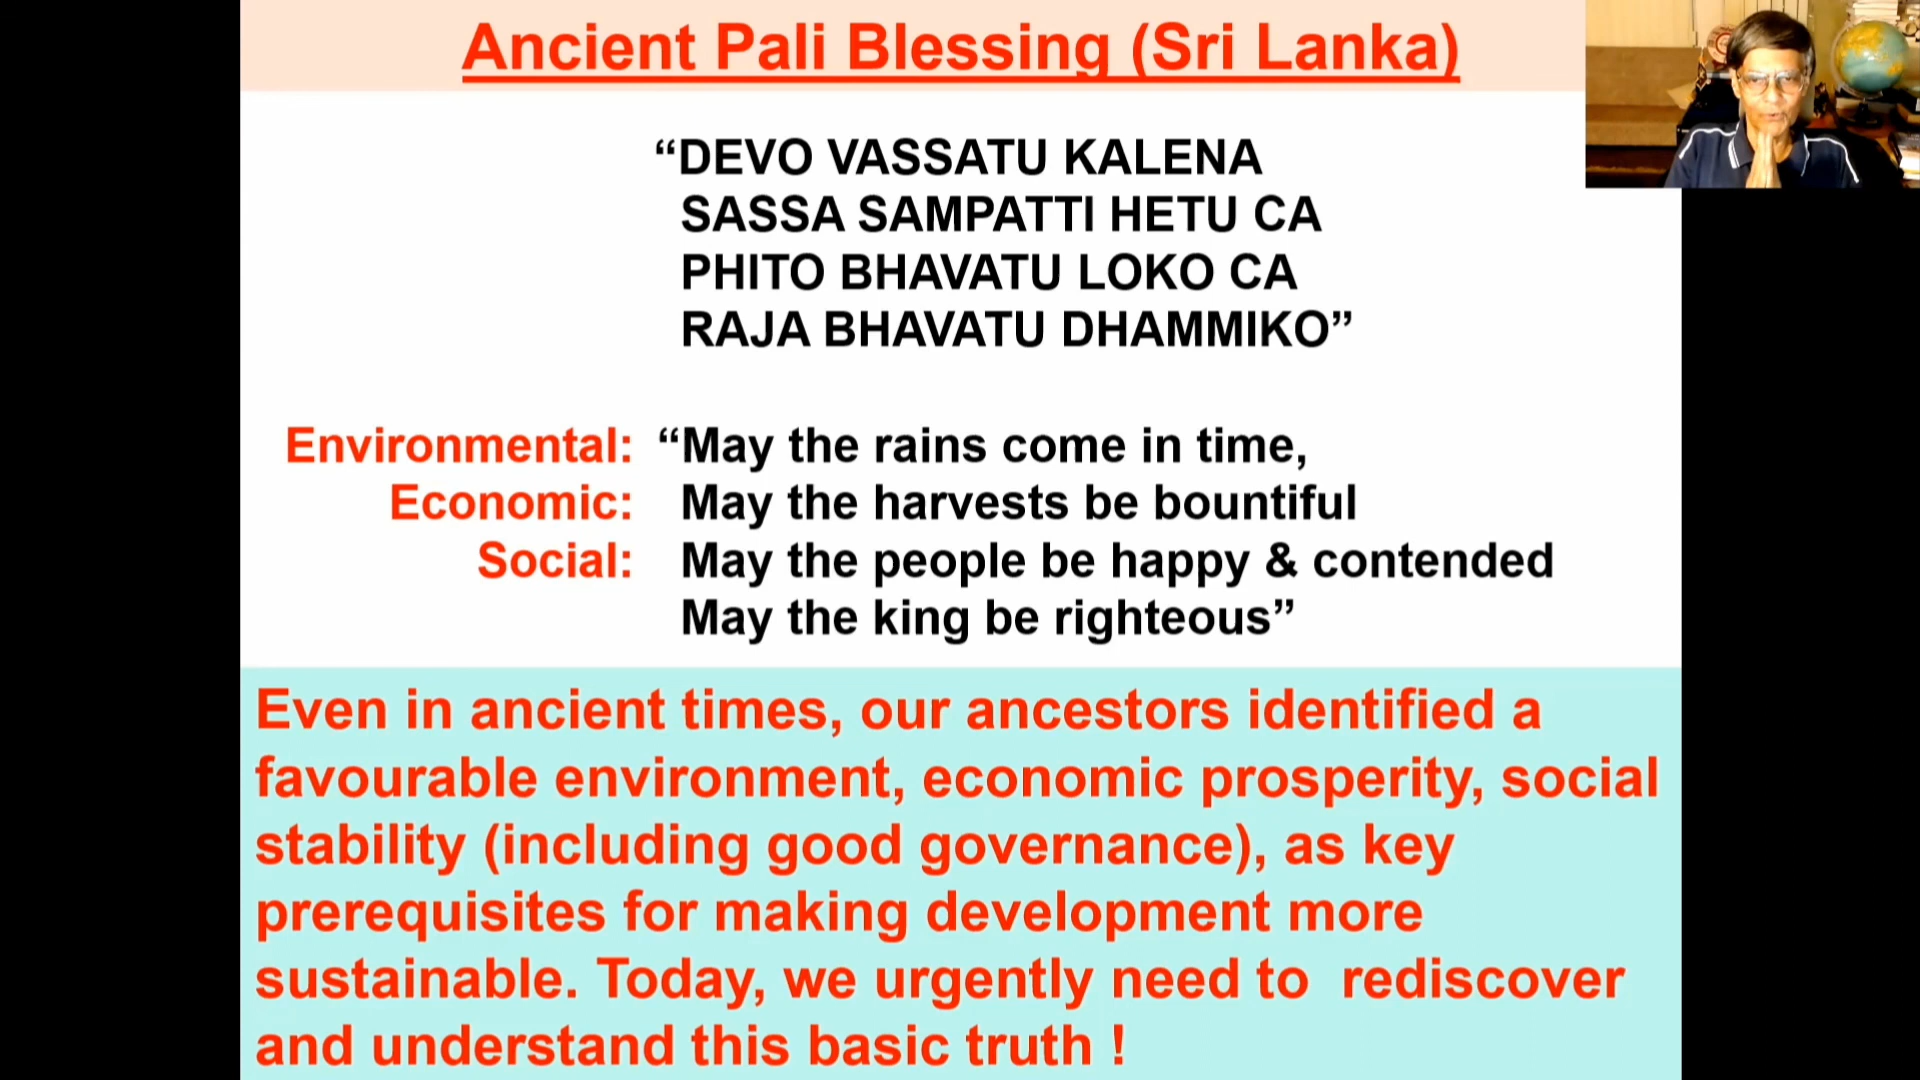 Ancient Pali Blessing (Sri Lanka)
“DEVO VASSATU KALENA
SASSA SAMPATTI HETU CA
PHITO BHAVATU LOKO CA
RAJA BHAVATU DHAMMIKO”
Environmental: “May the rains come in time,
Economic: May the harvests be bountiful
Social: May the people be happy & contended
May the king be righteous”
Even in ancient times, our ancestors identified a
favourable environment, economic prosperity, social
stability (including good governance), as key
prerequisites for making development more
sustainable. Today, we urgently need to rediscover
and understand this basic truth !